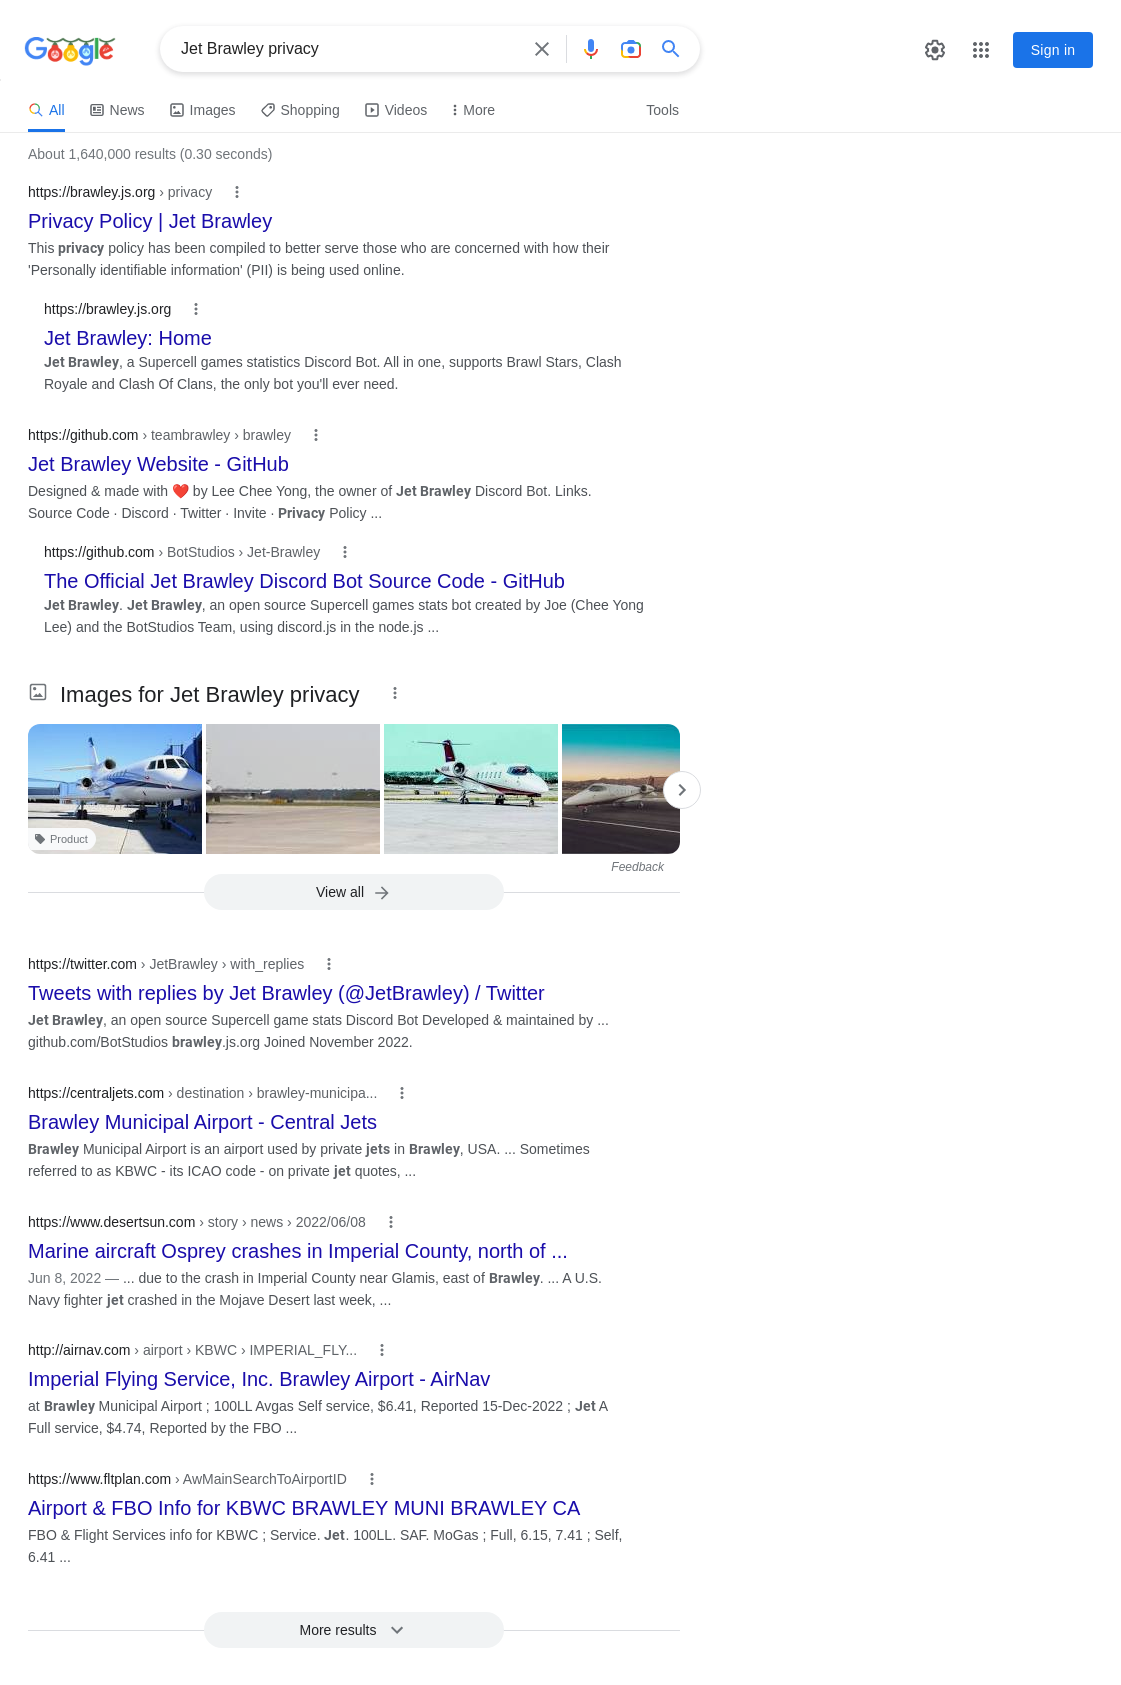 Google
Jet Brawley privacy
Sign in
All
News
Images
Shopping
Videos
More
Tools
About 1,640,000 results (0.30 seconds)
https://brawley.js.org › privacy
Privacy Policy | Jet Brawley
This privacy policy has been compiled to better serve those who are concerned with how their
'Personally identifiable information' (PII) is being used online.
https://brawley.js.org
Jet Brawley: Home
Jet Brawley, a Supercell games statistics Discord Bot. All in one, supports Brawl Stars, Clash
Royale and Clash Of Clans, the only bot you'll ever need.
https://github.com › teambrawley › brawley
Jet Brawley Website - GitHub
Designed & made with ❤️ by Lee Chee Yong, the owner of Jet Brawley Discord Bot. Links.
Source Code · Discord · Twitter · Invite · Privacy Policy ...
https://github.com › BotStudios › Jet-Brawley
The Official Jet Brawley Discord Bot Source Code - GitHub
Jet Brawley. Jet Brawley, an open source Supercell games stats bot created by Joe (Chee Yong
Lee) and the BotStudios Team, using discord.js in the node.js ...
Images for Jet Brawley privacy
Product
Feedback
View all
https://twitter.com › JetBrawley › with_replies
Tweets with replies by Jet Brawley (@JetBrawley) / Twitter
Jet Brawley, an open source Supercell game stats Discord Bot Developed & maintained by ...
github.com/BotStudios brawley.js.org Joined November 2022.
https://centraljets.com › destination › brawley-municipa...
Brawley Municipal Airport - Central Jets
Brawley Municipal Airport is an airport used by private jets in Brawley, USA. ... Sometimes
referred to as KBWC - its ICAO code - on private jet quotes, ...
https://www.desertsun.com › story › news › 2022/06/08
Marine aircraft Osprey crashes in Imperial County, north of ...
Jun 8, 2022 — ... due to the crash in Imperial County near Glamis, east of Brawley. ... A U.S.
Navy fighter jet crashed in the Mojave Desert last week, ...
http://airnav.com › airport › KBWC › IMPERIAL_FLY...
Imperial Flying Service, Inc. Brawley Airport - AirNav
at Brawley Municipal Airport ; 100LL Avgas Self service, $6.41, Reported 15-Dec-2022 ; Jet A
Full service, $4.74, Reported by the FBO ...
https://www.fltplan.com › AwMainSearchToAirportID
Airport & FBO Info for KBWC BRAWLEY MUNI BRAWLEY CA
FBO & Flight Services info for KBWC ; Service. Jet. 100LL. SAF. MoGas ; Full, 6.15, 7.41 ; Self,
6.41 ...
More results